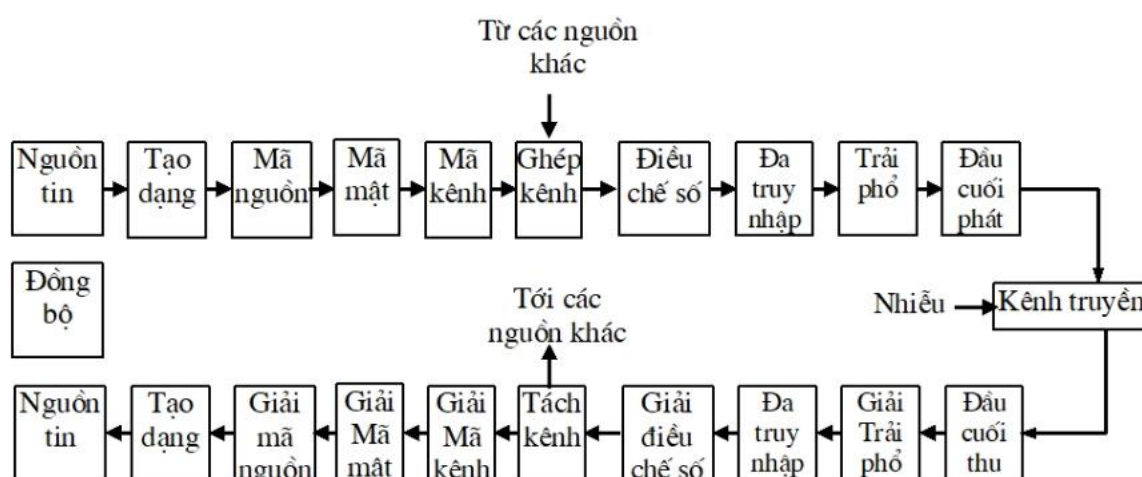 Từ các nguồn
khác
Nguồn
tin
Tạo
dạng
Mã
nguồn
Mã
mật
Mã
kênh
Ghép
kênh
Điều
chế số
Đa
truy
nhập
Trải
phổ
Đầu
cuối
phát
Đồng
bộ
Nhiễu
Kênh truyền
Tới các
nguồn khác
Nguồn
tin
Tạo
dạng
Giải
mã
nguồn
Giải
Mã
mật
Giải
Mã
kênh
Tách
kênh
Giải
điều
chế số
Đa
truy
nhập
Giải
Trải
phổ
Đầu
cuối
thu